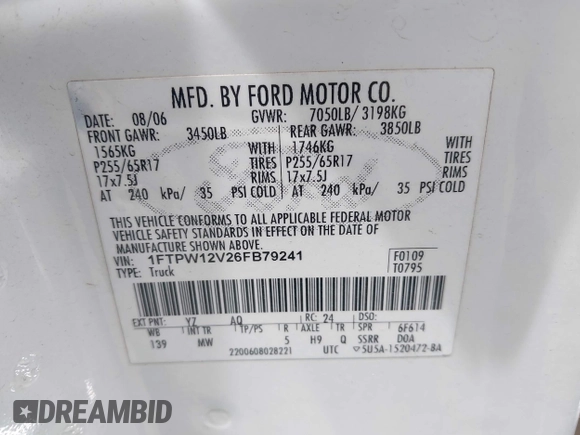 MFD. BY FORD MOTOR CO.
DATE: 08/06 GVWR: 7050LB/ 3198KG
FRONT GAWR: 3450LB REAR GAWR: 3850LB
1565KG WITH 1746KG WITH
P255/65R17 TIRES P255/65R17 TIRES
17x7.5J RIMS 17x7.5J RIMS
AT 240 kPa/ 35 PSI COLD AT 240 kPa/ 35 PSI COLD
THIS VEHICLE CONFORMS TO ALL APPLICABLE FEDERAL MOTOR
VEHICLE SAFETY STANDARDS IN EFFECT ON THE DATE OF
MANUFACTURE SHOWN ABOVE.
VIN: 1FTPW12V26FB79241
TYPE: Truck
F0109
T0795
EXT PNT: YZ AQ RC: 24 DSO:
WB INT TR TP/PS R AXLE TR SPR 6F614
139 MW 5 H9 Q SSRR D0A
2200608028221 UTC 5U5A-1520472-BA
DREAMBID